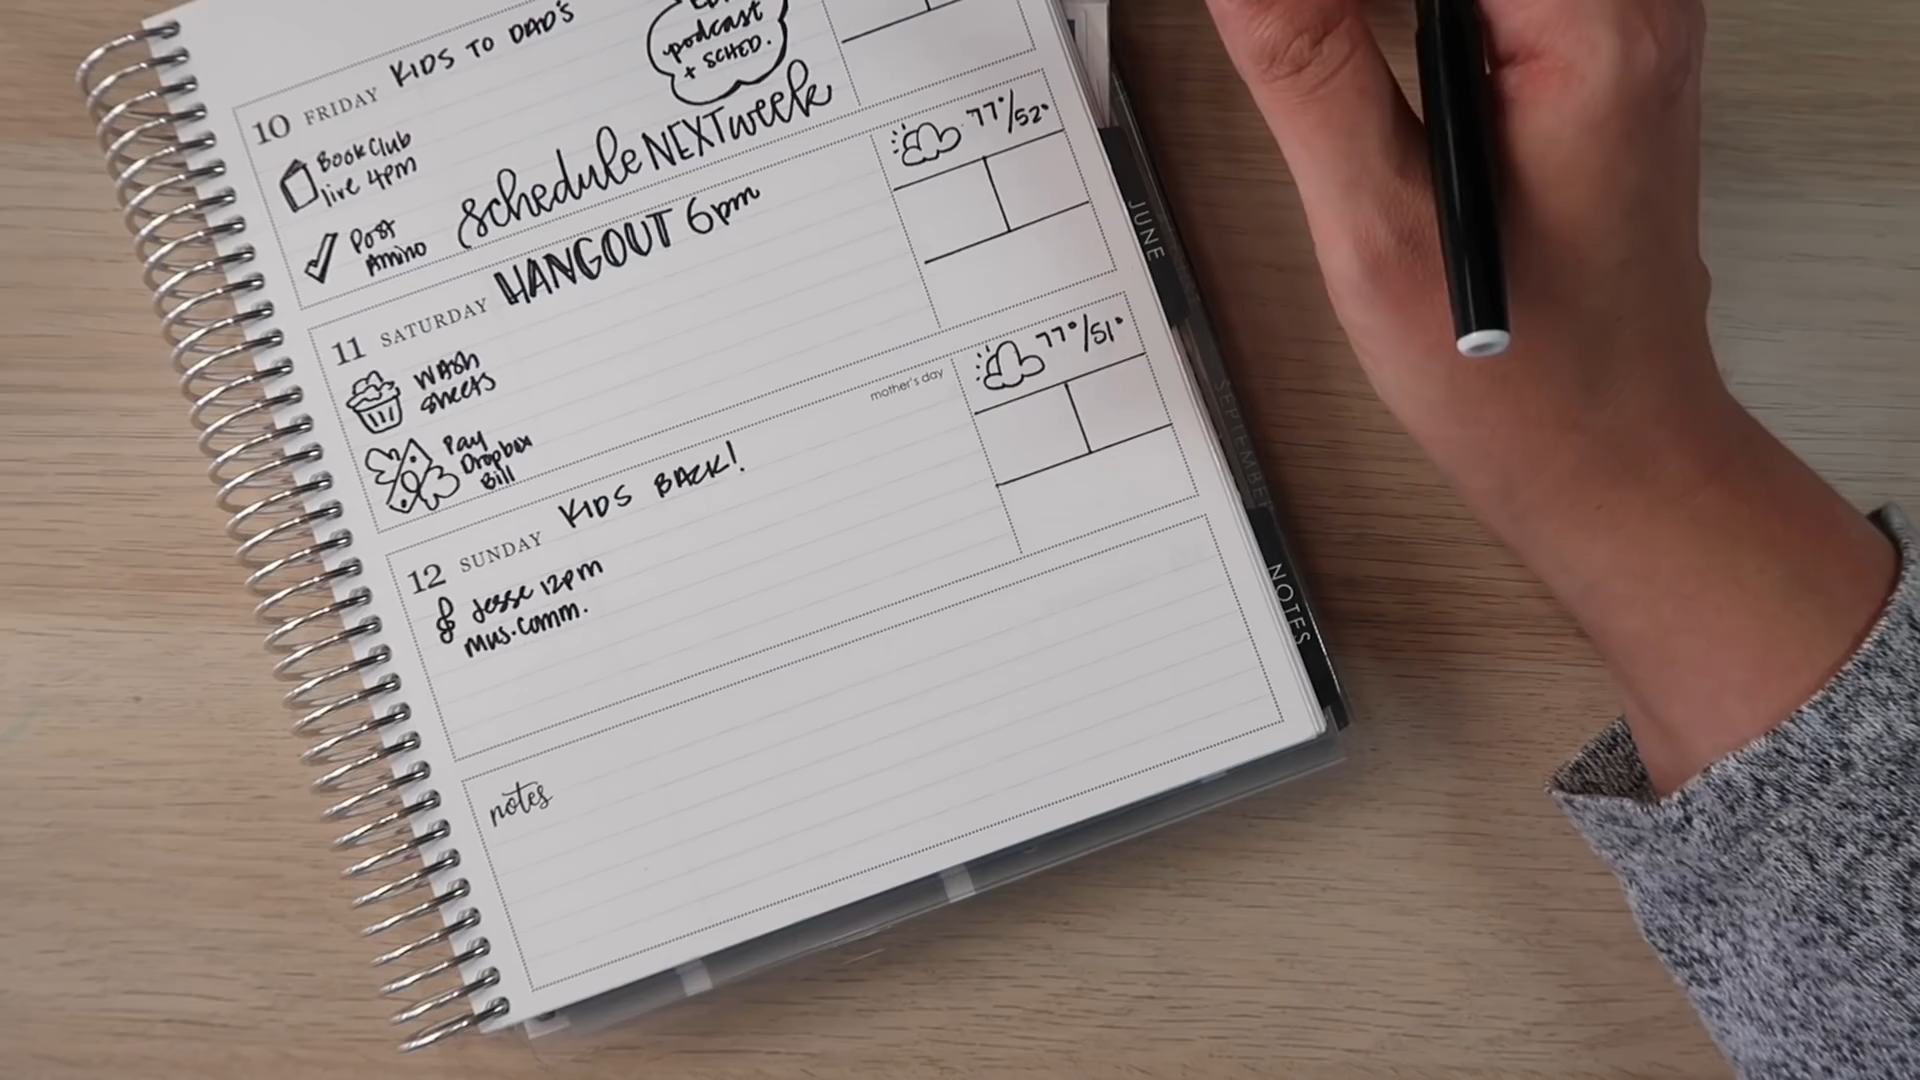 10 FRIDAY KIDS TO DAD'S
podcast
+ SCHED.
Book Club
live 4pm
Post
Amino
schedule NEXT week
11 SATURDAY HANGOUT 6pm
77°/52°
WASH
sheets
Pay
Dropbox
Bill
mother's day
12 SUNDAY KIDS BACK!
77°/51°
Jesse 12pm
mus. comm.
notes
JUNE
SEPTEMBER
NOTES